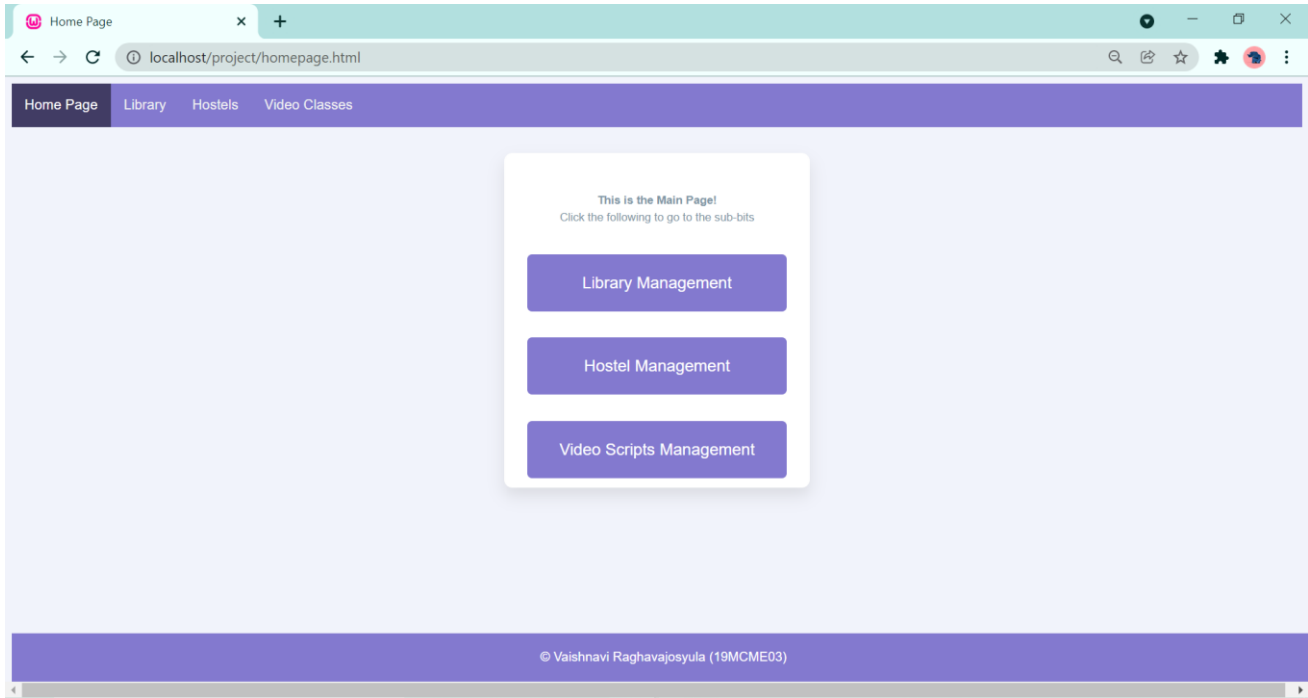 Home Page
localhost/project/homepage.html
Home Page Library Hostels Video Classes
This is the Main Page!
Click the following to go to the sub-bits
Library Management
Hostel Management
Video Scripts Management
© Vaishnavi Raghavajosyula (19MCME03)